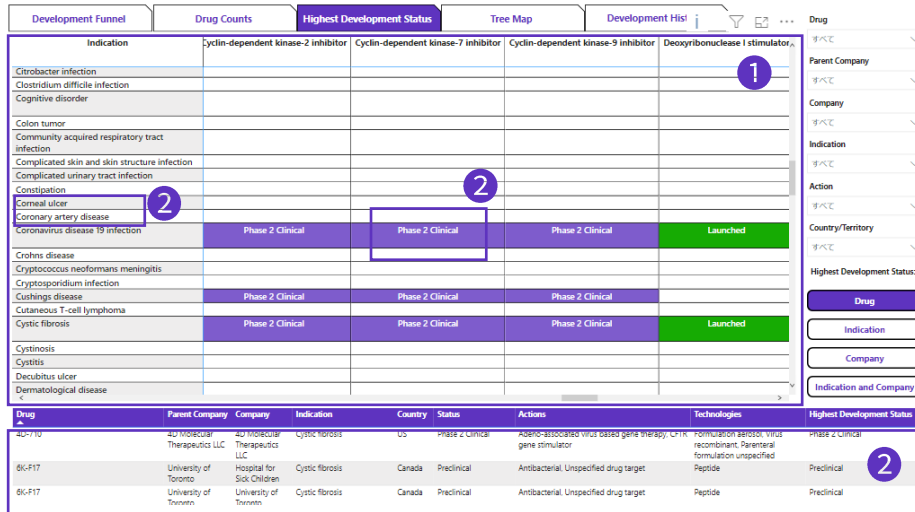 Development Funnel
Drug Counts
Highest Development Status
Tree Map
Development Hist
Indication
Cyclin-dependent kinase-2 inhibitor
Cyclin-dependent kinase-7 inhibitor
Cyclin-dependent kinase-9 inhibitor
Deoxyribonuclease I stimulator
1
Citrobacter infection
Clostridium difficile infection
Cognitive disorder
Colon tumor
Community acquired respiratory tract
infection
Complicated skin and skin structure infection
Complicated urinary tract infection
Constipation
2
Corneal ulcer
2
Coronary artery disease
Coronavirus disease 19 infection Phase 2 Clinical Phase 2 Clinical Phase 2 Clinical Launched
Crohns disease
Cryptococcus neoformans meningitis
Cryptosporidium infection
Cushings disease Phase 2 Clinical Phase 2 Clinical Phase 2 Clinical
Cutaneous T-cell lymphoma
Cystic fibrosis Phase 2 Clinical Phase 2 Clinical Phase 2 Clinical Launched
Cystinosis
Cystitis
Decubitus ulcer
Dermatological disease
Drug
すべて
Parent Company
すべて
Company
すべて
Indication
すべて
Action
すべて
Country/Territory
すべて
Highest Development Status:
Drug
Indication
Company
Indication and Company
Drug Parent Company Company Indication Country Status Actions Technologies Highest Development Status
4D-710 4D Molecular 4D Molecular Cystic fibrosis US Phase 2 Clinical Adeno-associated virus based gene therapy, CFTR Formulation aerosol, Virus Phase 2 Clinical
Therapeutics LLC Therapeutics gene stimulator recombinant, Parenteral
LLC formulation unspecified
6K-F17 University of Hospital for Cystic fibrosis Canada Preclinical Antibacterial, Unspecified drug target Peptide Preclinical
Toronto Sick Children
2
6K-F17 University of University of Cystic fibrosis Canada Preclinical Antibacterial, Unspecified drug target Peptide Preclinical
Toronto Toronto